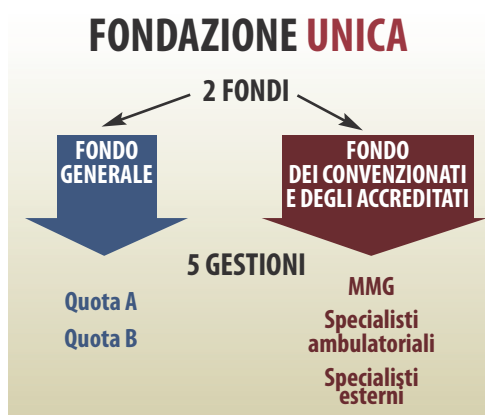 FONDAZIONE UNICA
2 FONDI
FONDO
GENERALE
FONDO
DEI CONVENZIONATI
E DEGLI ACCREDITATI
5 GESTIONI
Quota A
Quota B
MMG
Specialisti
ambulatoriali
Specialisti
esterni